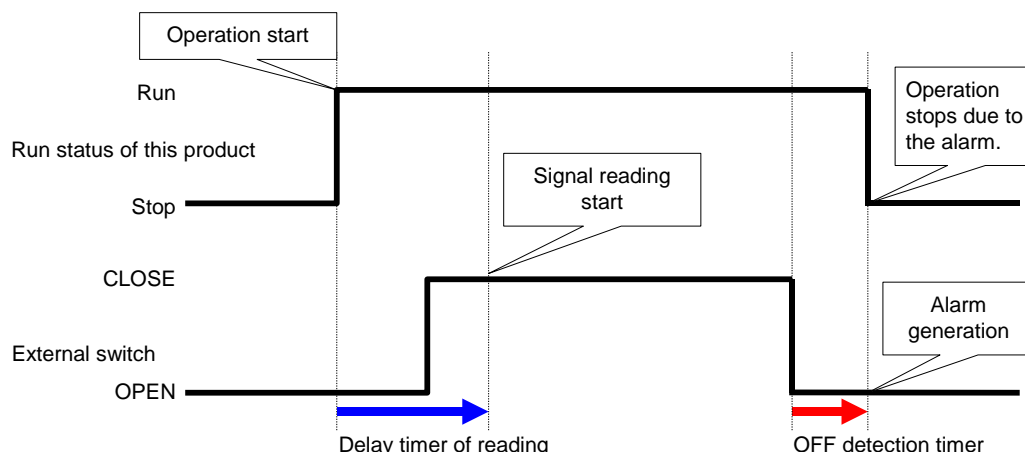 Operation start
Run
Operation
stops due to
the alarm.
Run status of this product
Signal reading
start
Stop
CLOSE
Alarm
generation
External switch
OPEN
Delay timer of reading
OFF detection timer